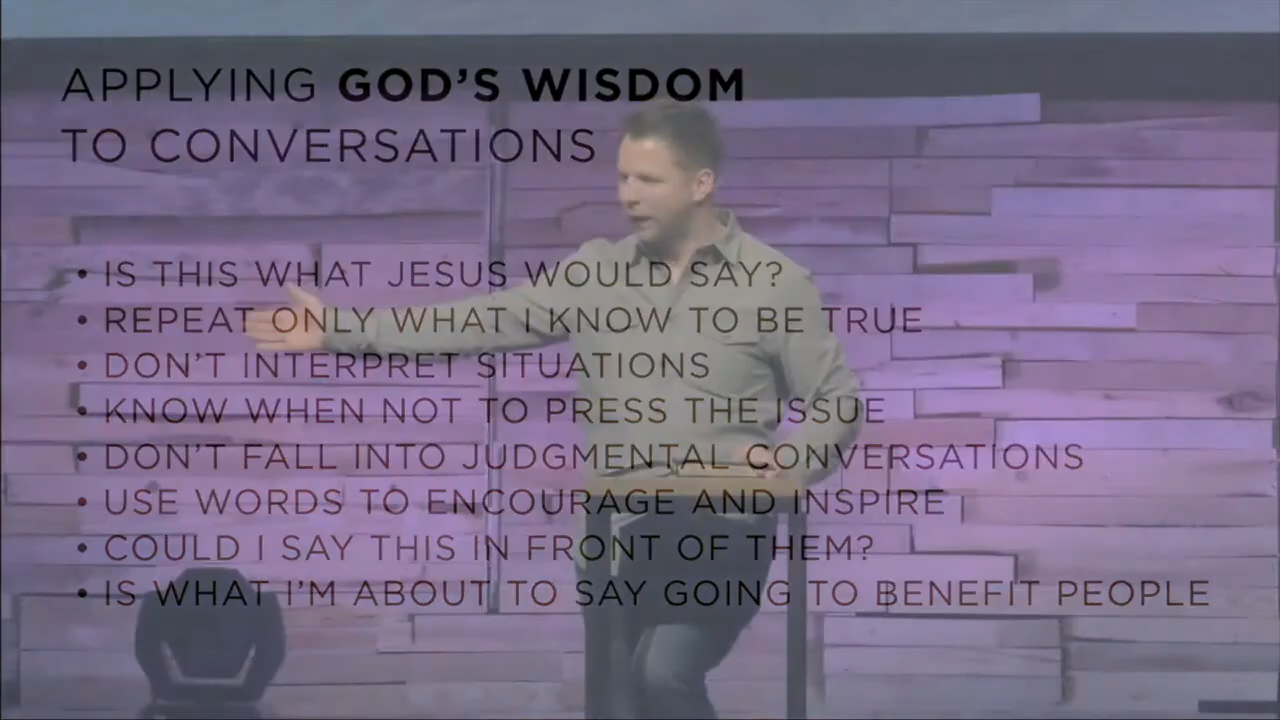 APPLYING GOD'S WISDOM
TO CONVERSATIONS
• IS THIS WHAT JESUS WOULD SAY?
• REPEAT ONLY WHAT I KNOW TO BE TRUE
• DON'T INTERPRET SITUATIONS
• KNOW WHEN NOT TO PRESS THE ISSUE
• DON'T FALL INTO JUDGMENTAL CONVERSATIONS
• USE WORDS TO ENCOURAGE AND INSPIRE
• COULD I SAY THIS IN FRONT OF THEM?
• IS WHAT I'M ABOUT TO SAY GOING TO BENEFIT PEOPLE